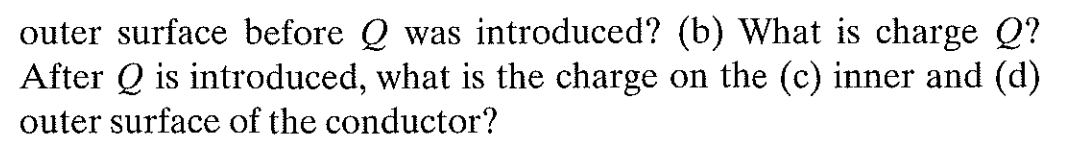 outer surface before Q was introduced? (b) What is charge Q?
After Q is introduced, what is the charge on the (c) inner and (d)
outer surface of the conductor?